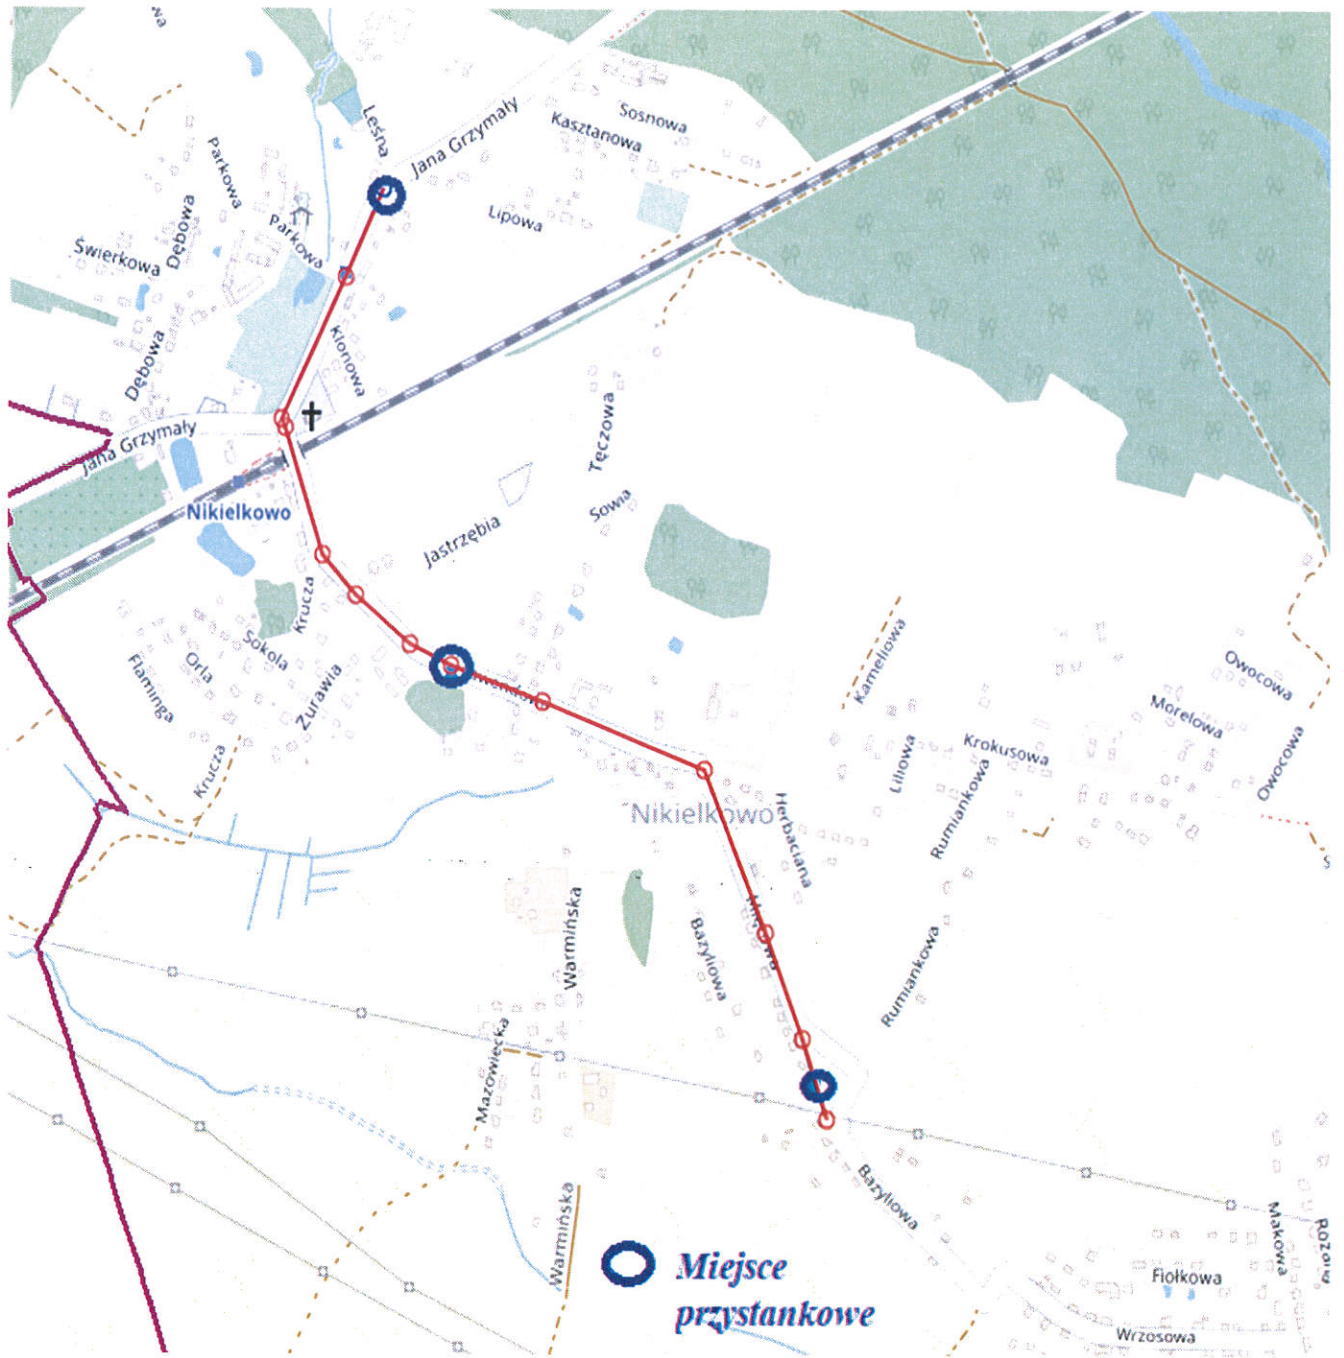 Leśna
Jana Grzymały
Sosnowa
Kasztanowa
Parkowa
Parkowa
Lipowa
Dębowa
Świerkowa
Klonowa
Dębowa
Jana Grzymały
Tęczowa
Nikielkowo
Sowia
Jastrzębia
Krucza
Sokola
Orla
Flaminga
Żurawia
Krucza
Kameliowa
Owocowa
Morelowa
Krokusowa
Liliowa
Rumiankowa
Owocowa
Nikielkowo
Herbaciana
Warmińska
Bazyliowa
Rumiankowa
Mazowiecka
Bazyliowa
Warmińska
Makowa
Fiołkowa
Wrzosowa
Miejsce
przystankowe